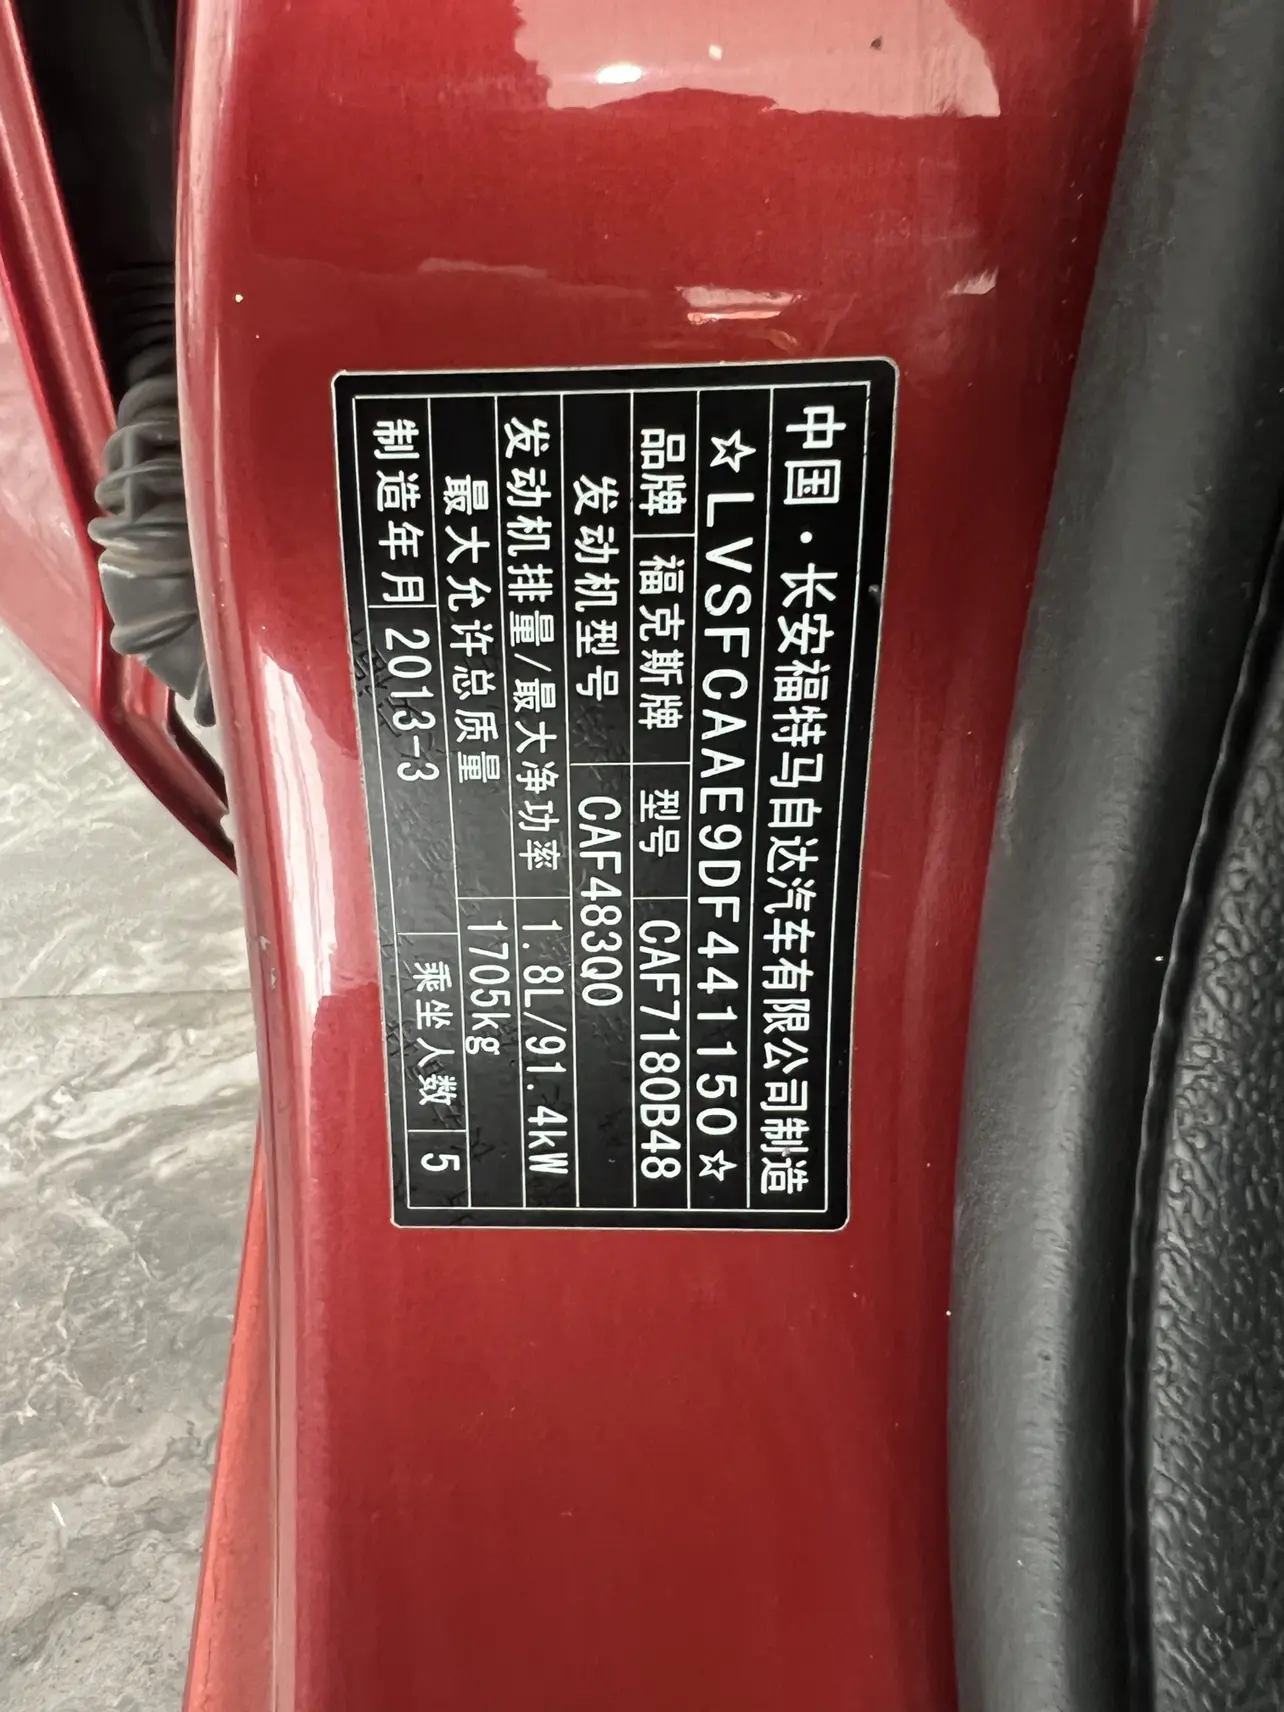 中国·长安福特马自达汽车有限公司制造
☆LVSFCAAE9DF441150☆
品牌 福克斯牌 型号 CAF7180B48
发动机型号 CAF483Q0
发动机排量/最大净功率 1.8L/91.4kW
最大允许总质量 1705kg
制造年月 2013-3 乘坐人数 5